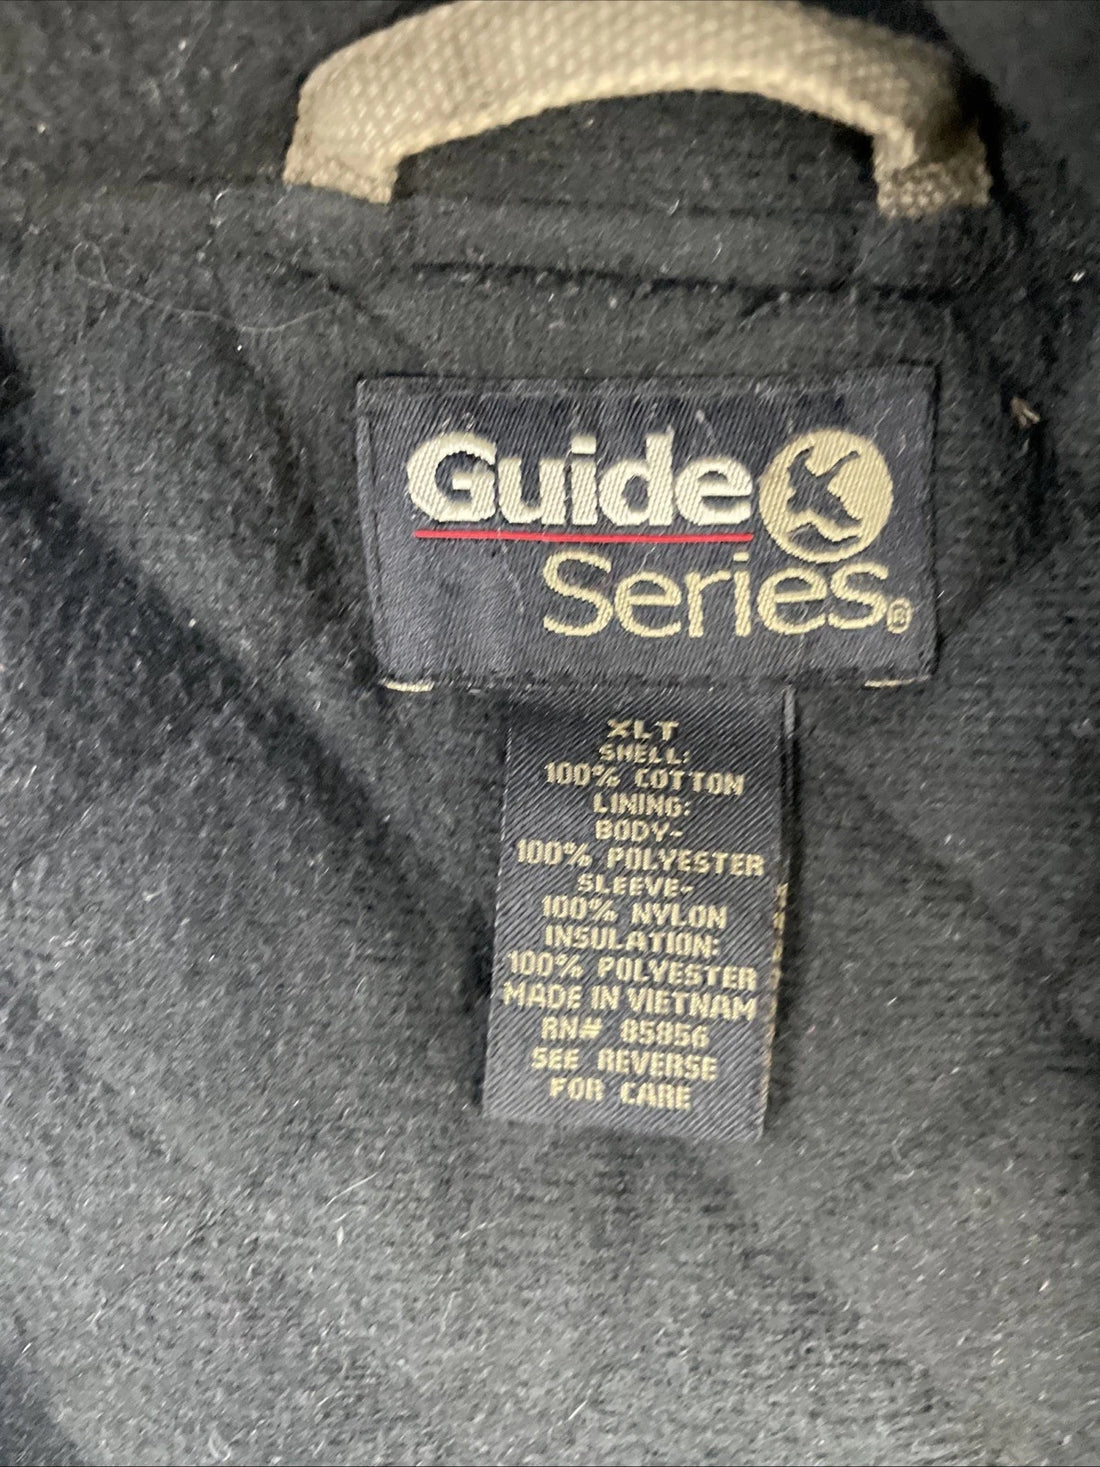 Guide
Series®
XLT
SHELL:
100% COTTON
LINING:
BODY-
100% POLYESTER
SLEEVE-
100% NYLON
INSULATION:
100% POLYESTER
MADE IN VIETNAM
RN# 85856
SEE REVERSE
FOR CARE